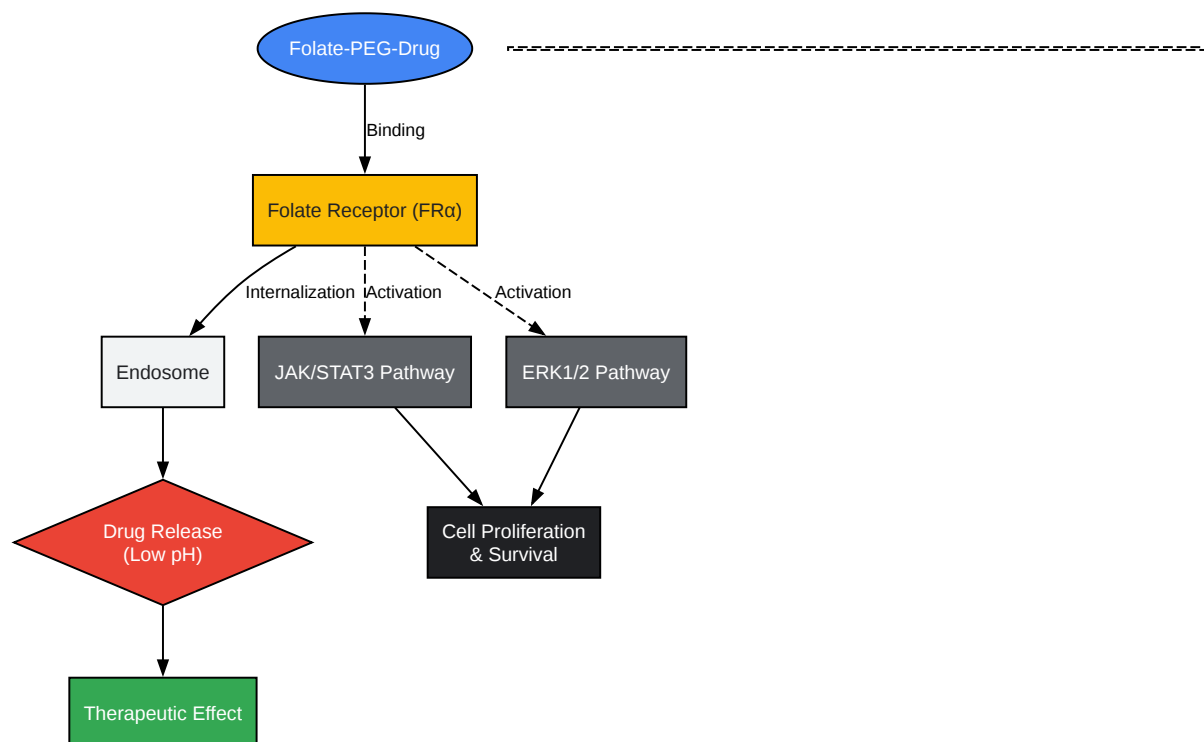 Folate-PEG-Drug
Binding
Folate Receptor (FRα)
Internalization
Activation
Activation
Endosome
JAK/STAT3 Pathway
ERK1/2 Pathway
Drug Release
(Low pH)
Cell Proliferation
& Survival
Therapeutic Effect